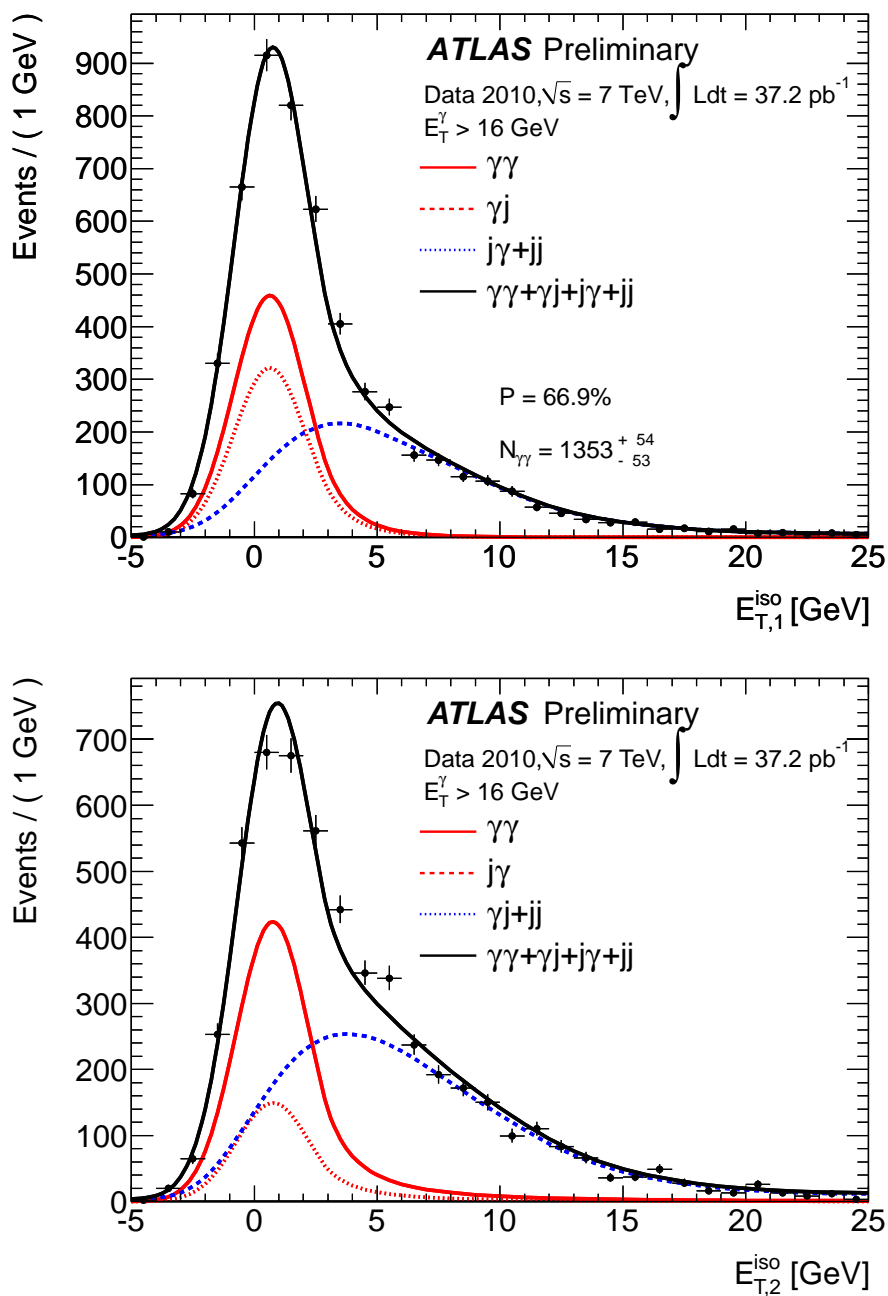 ATLAS Preliminary
Data 2010, √s = 7 TeV, ∫ Ldt = 37.2 pb⁻¹
E_T^γ > 16 GeV
γγ
γj
jγ+jj
γγ+γj+jγ+jj
P = 66.9%
N_γγ = 1353 + 54 - 53
Events / ( 1 GeV )
900
800
700
600
500
400
300
200
100
0
-5 0 5 10 15 20 25
E_T,1^iso [GeV]
ATLAS Preliminary
Data 2010, √s = 7 TeV, ∫ Ldt = 37.2 pb⁻¹
E_T^γ > 16 GeV
γγ
jγ
γj+jj
γγ+γj+jγ+jj
Events / ( 1 GeV )
700
600
500
400
300
200
100
0
-5 0 5 10 15 20 25
E_T,2^iso [GeV]